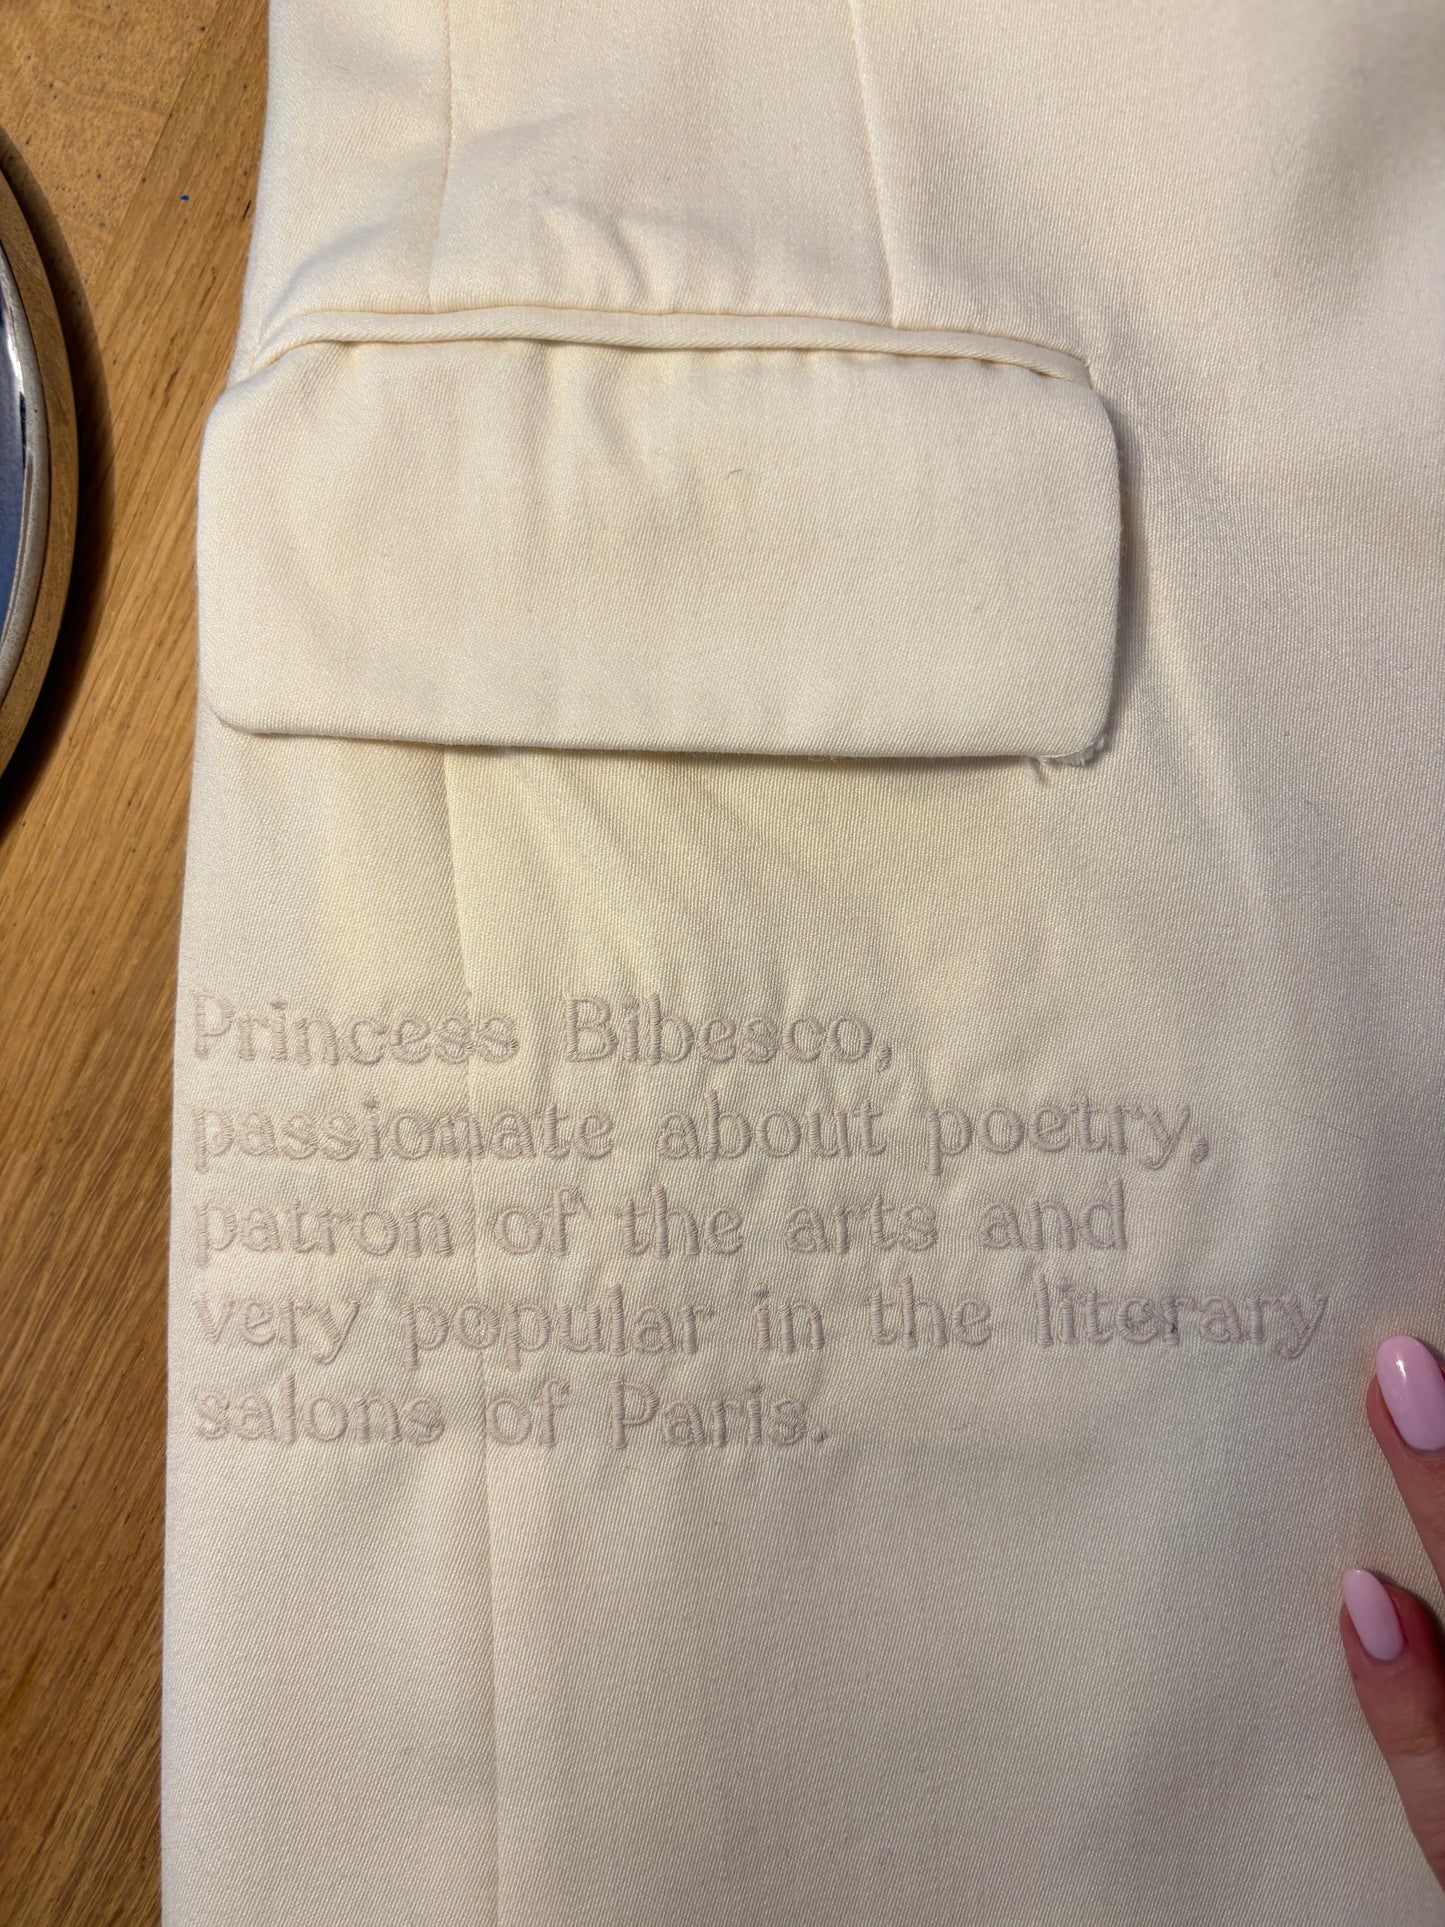 Princess Bibesco,
passionate about poetry,
patron of the arts and
very popular in the literary
salons of Paris.